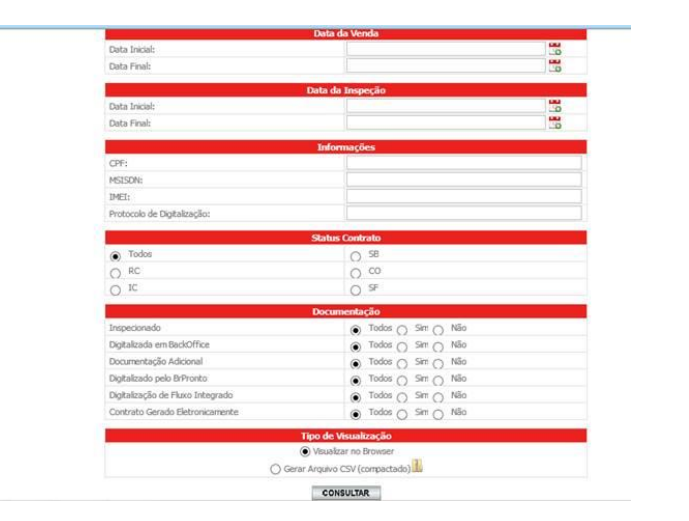 Data da Venda
Data Inicial:
Data Final:
Data da Inspeção
Data Inicial:
Data Final:
Informações
CPF:
MSISDN:
IMEI:
Protocolo de Digitalização:
Status Contrato
Todos SB
RC CO
IC SF
Documentação
Inspecionado Todos Sim Não
Digitalizada em BackOffice Todos Sim Não
Documentação Adicional Todos Sim Não
Digitalizado pelo BrPronto Todos Sim Não
Digitalização de Fluxo Integrado Todos Sim Não
Contrato Gerado Eletronicamente Todos Sim Não
Tipo de Visualização
Visualizar no Browser
Gerar Arquivo CSV (compactado)
CONSULTAR